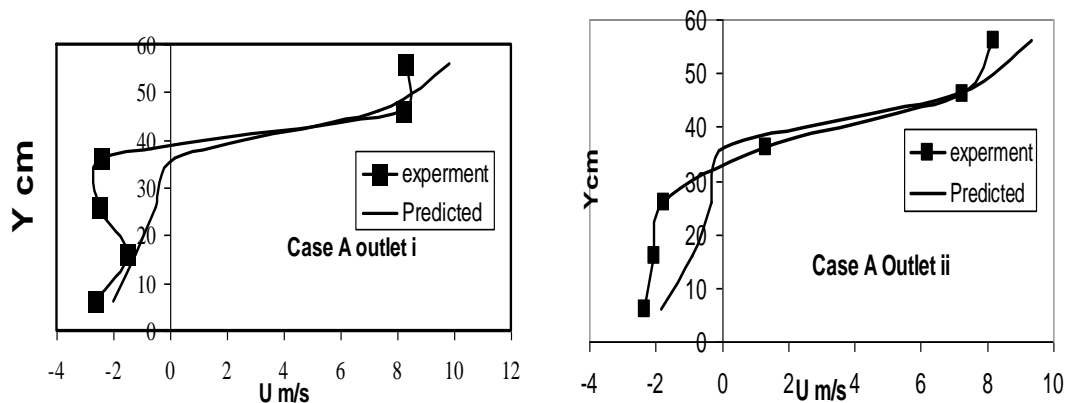 60
50
40
30
20
10
0
Y cm
-4 -2 0 2 4 6 8 10 12
U m/s
experment
Predicted
Case A outlet i
60
50
40
30
20
10
0
Y cm
-4 -2 0 2 4 6 8 10
U m/s
experment
Predicted
Case A Outlet ii